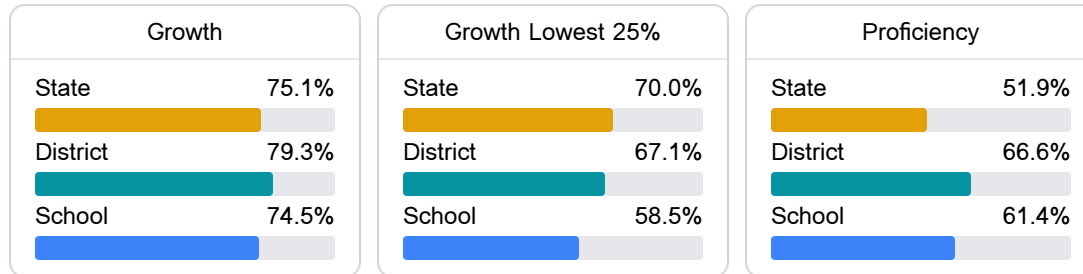 Growth
State 75.1%
District 79.3%
School 74.5%
Growth Lowest 25%
State 70.0%
District 67.1%
School 58.5%
Proficiency
State 51.9%
District 66.6%
School 61.4%